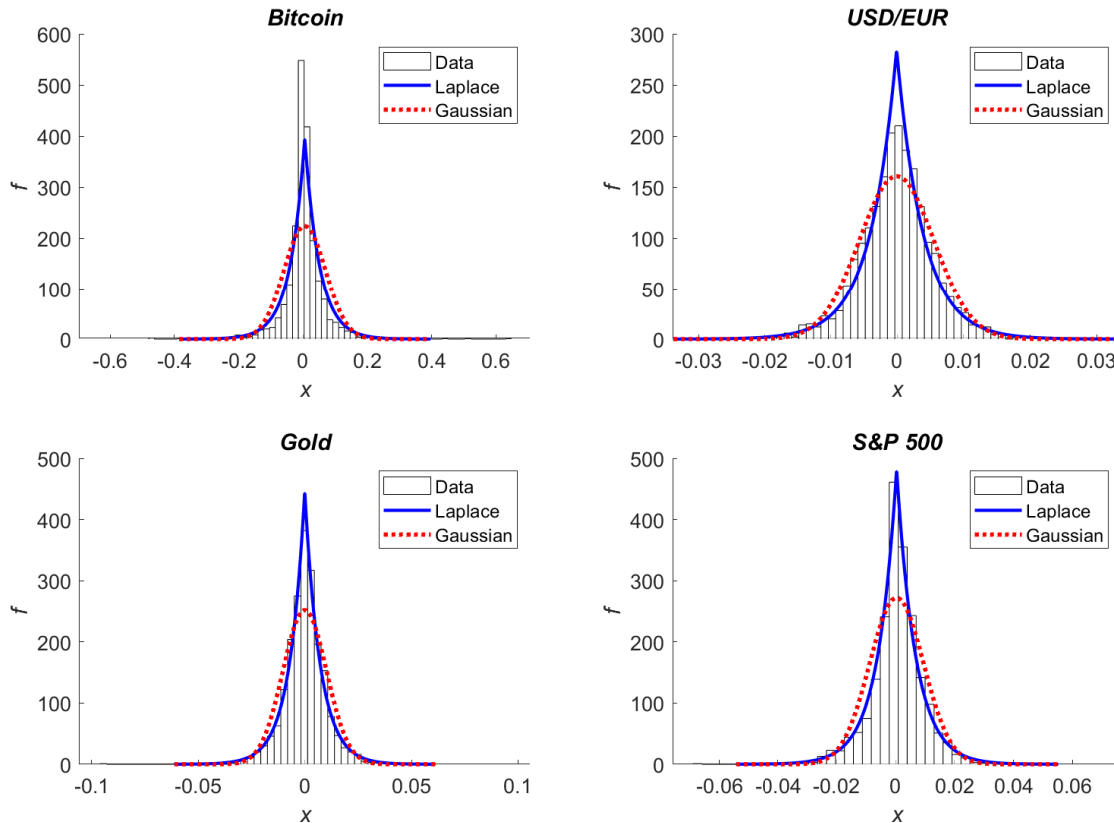 Bitcoin
600
500
400
300
200
100
0
f
-0.6 -0.4 -0.2 0 0.2 0.4 0.6
x
Data
Laplace
Gaussian
USD/EUR
300
250
200
150
100
50
0
f
-0.03 -0.02 -0.01 0 0.01 0.02 0.03
x
Data
Laplace
Gaussian
Gold
500
400
300
200
100
0
f
-0.1 -0.05 0 0.05 0.1
x
Data
Laplace
Gaussian
S&P 500
500
400
300
200
100
0
f
-0.06 -0.04 -0.02 0 0.02 0.04 0.06
x
Data
Laplace
Gaussian